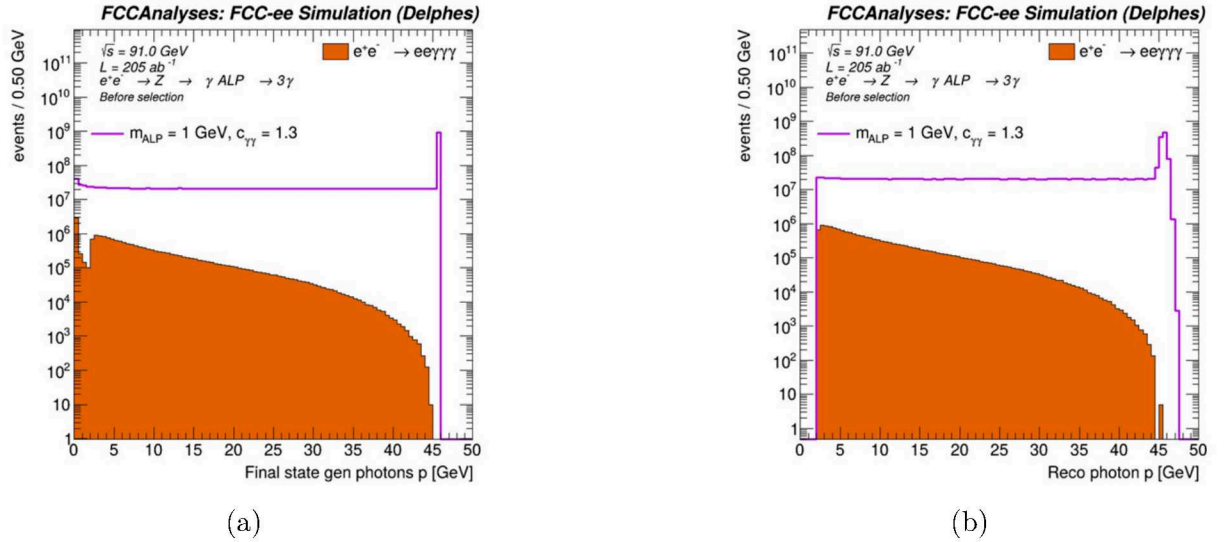 FCCAnalyses: FCC-ee Simulation (Delphes)
events / 0.50 GeV
√s = 91.0 GeV
L = 205 ab⁻¹
e⁺e⁻ → Z → γ ALP → 3γ
Before selection
e⁺e⁻ → eeγγγ
m_ALP = 1 GeV, c_γγ = 1.3
10¹¹
10¹⁰
10⁹
10⁸
10⁷
10⁶
10⁵
10⁴
10³
10²
10
1
0 5 10 15 20 25 30 35 40 45 50
Final state gen photons p [GeV]
(a)
FCCAnalyses: FCC-ee Simulation (Delphes)
events / 0.50 GeV
√s = 91.0 GeV
L = 205 ab⁻¹
e⁺e⁻ → Z → γ ALP → 3γ
Before selection
e⁺e⁻ → eeγγγ
m_ALP = 1 GeV, c_γγ = 1.3
10¹¹
10¹⁰
10⁹
10⁸
10⁷
10⁶
10⁵
10⁴
10³
10²
10
1
0 5 10 15 20 25 30 35 40 45 50
Reco photon p [GeV]
(b)